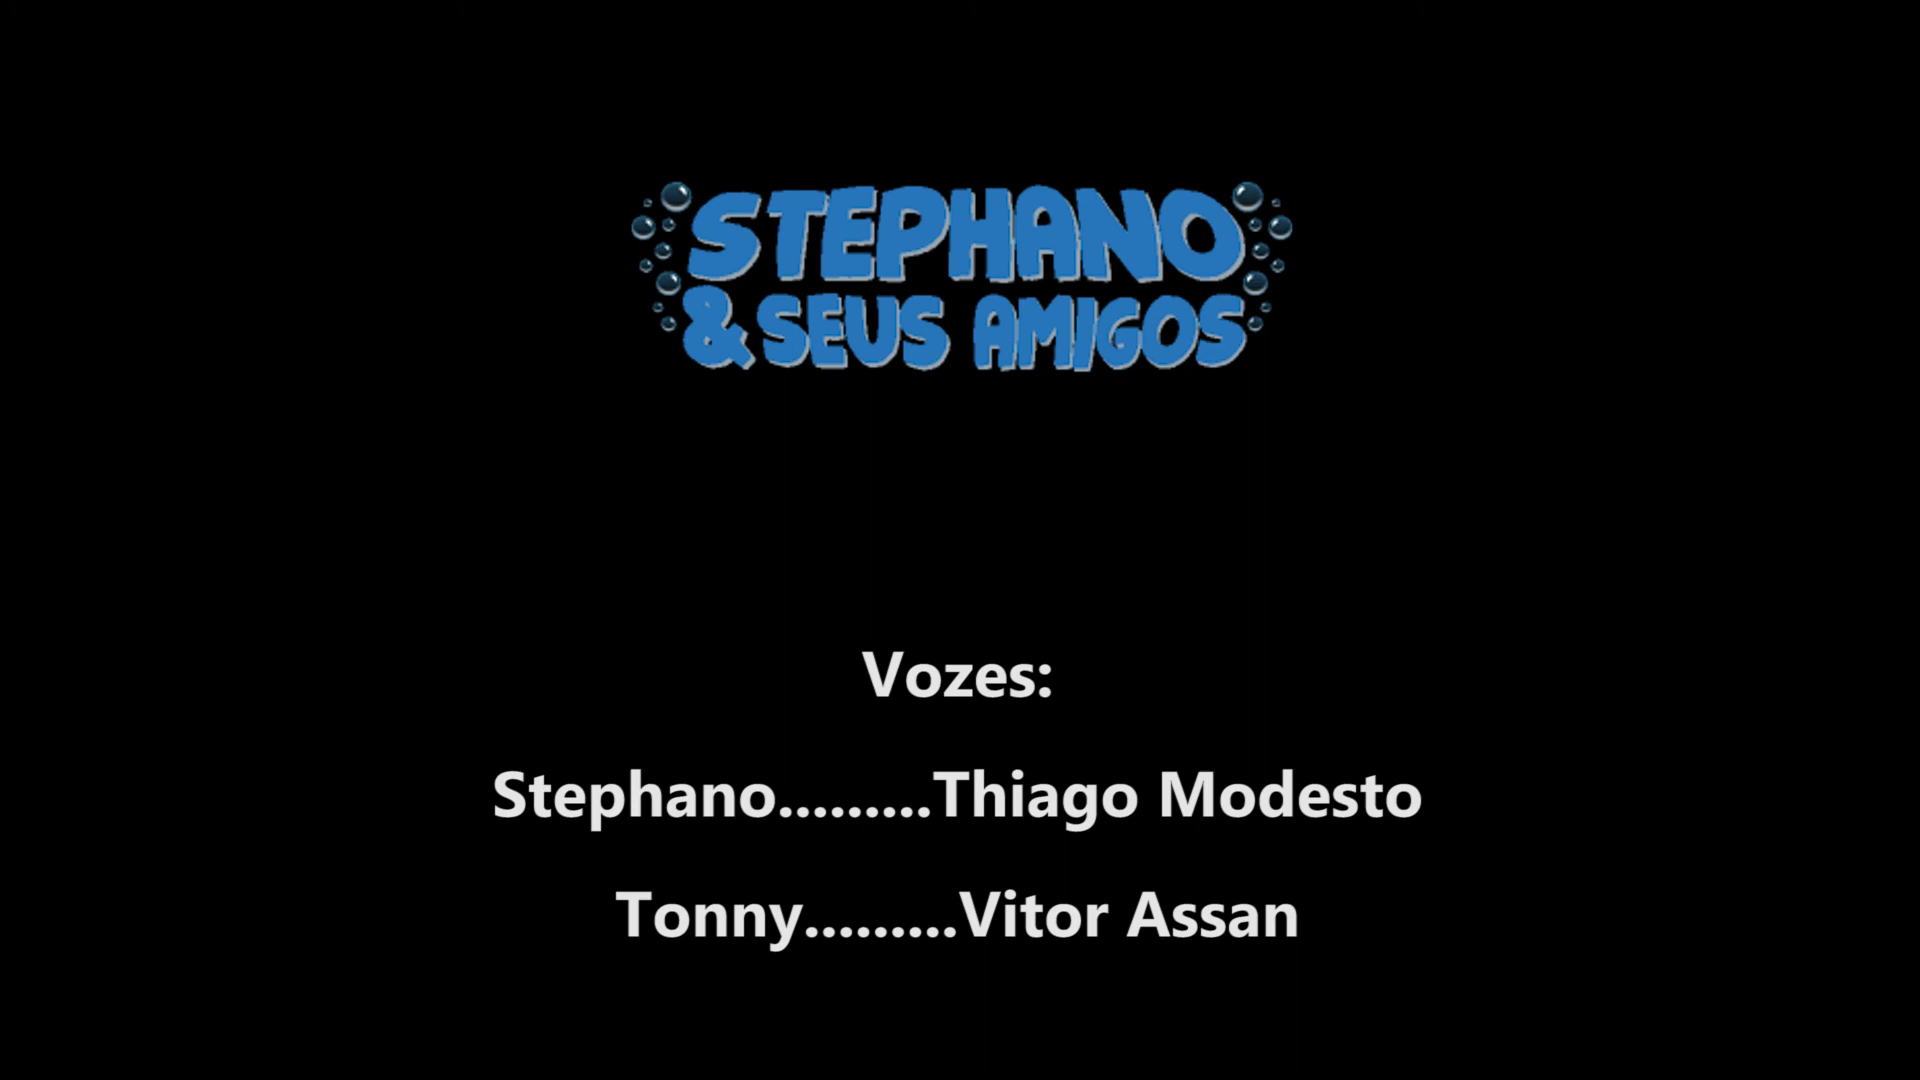 STEPHANO
& SEUS AMIGOS
Vozes:
Stephano.........Thiago Modesto
Tonny.........Vitor Assan